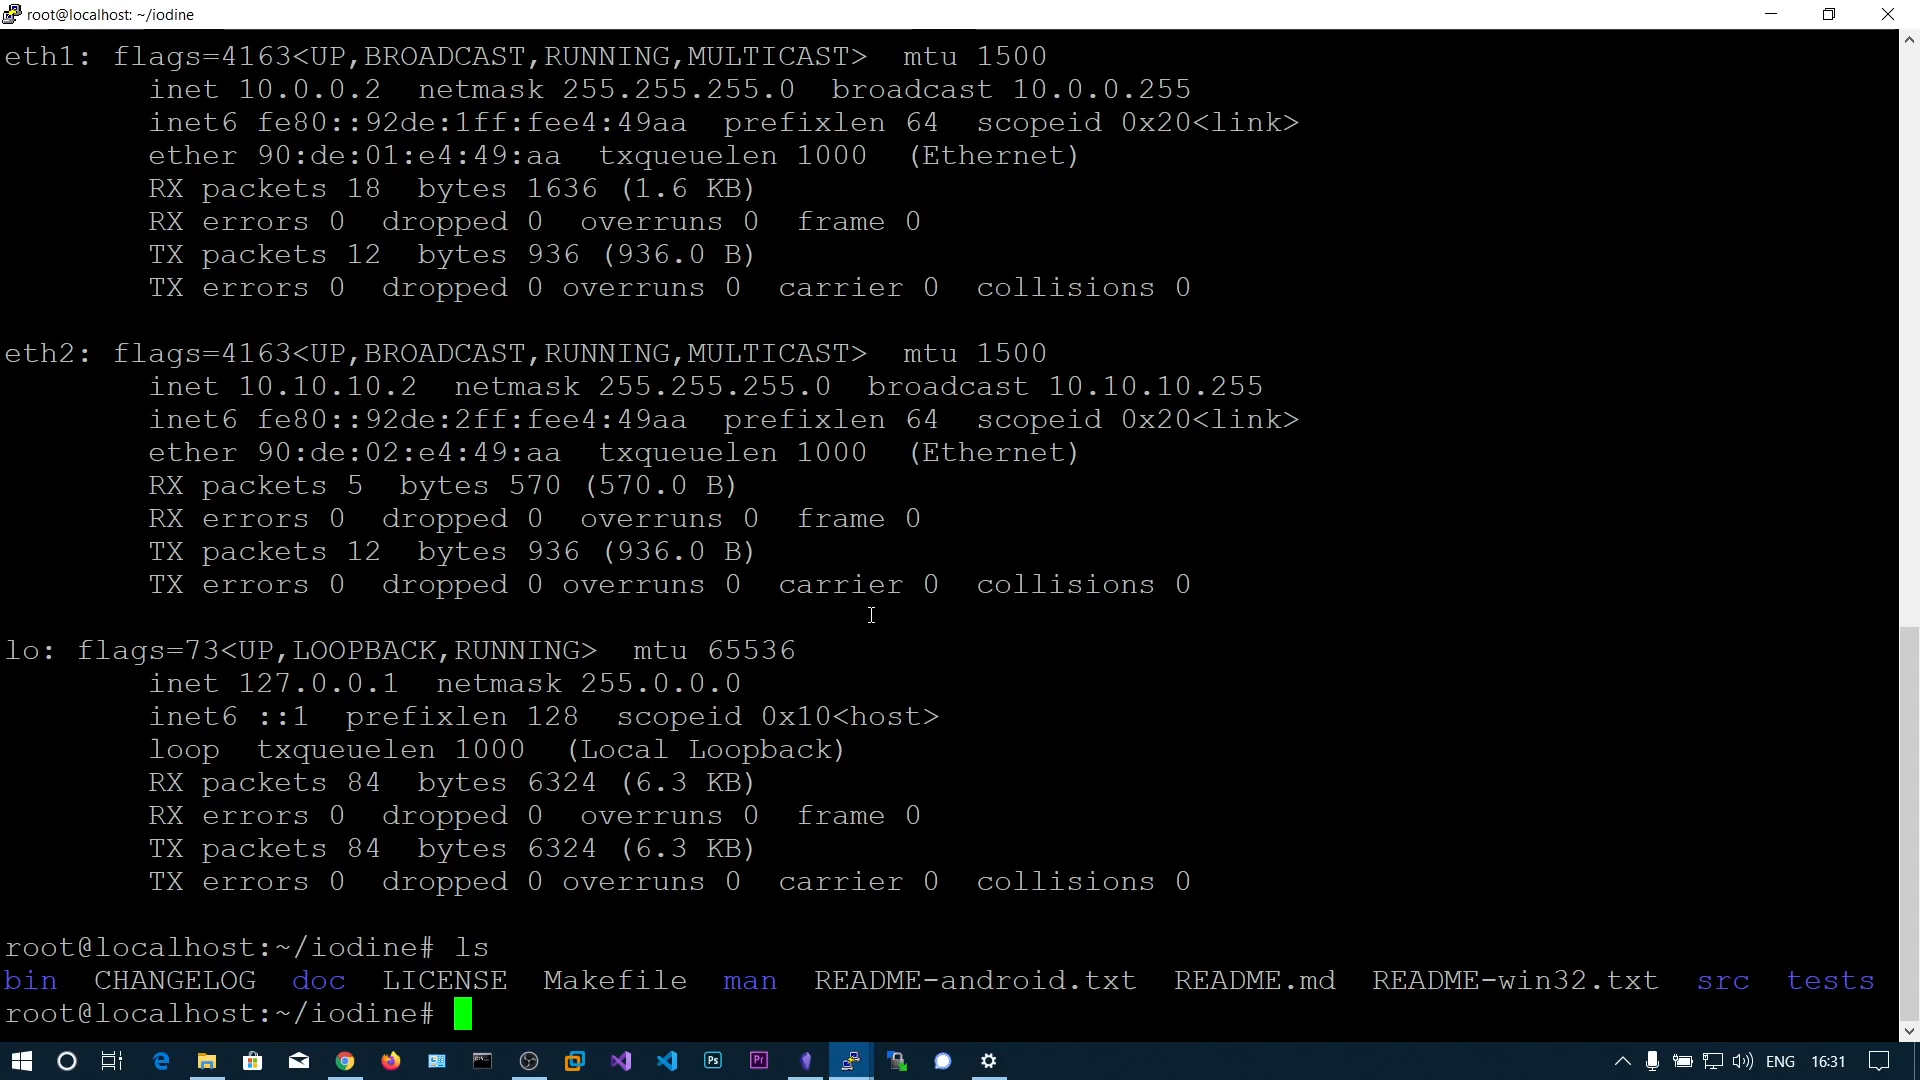 root@localhost: ~/iodine
eth1: flags=4163<UP,BROADCAST,RUNNING,MULTICAST>  mtu 1500
        inet 10.0.0.2  netmask 255.255.255.0  broadcast 10.0.0.255
        inet6 fe80::92de:1ff:fee4:49aa  prefixlen 64  scopeid 0x20<link>
        ether 90:de:01:e4:49:aa  txqueuelen 1000  (Ethernet)
        RX packets 18  bytes 1636 (1.6 KB)
        RX errors 0  dropped 0  overruns 0  frame 0
        TX packets 12  bytes 936 (936.0 B)
        TX errors 0  dropped 0 overruns 0  carrier 0  collisions 0
eth2: flags=4163<UP,BROADCAST,RUNNING,MULTICAST>  mtu 1500
        inet 10.10.10.2  netmask 255.255.255.0  broadcast 10.10.10.255
        inet6 fe80::92de:2ff:fee4:49aa  prefixlen 64  scopeid 0x20<link>
        ether 90:de:02:e4:49:aa  txqueuelen 1000  (Ethernet)
        RX packets 5  bytes 570 (570.0 B)
        RX errors 0  dropped 0  overruns 0  frame 0
        TX packets 12  bytes 936 (936.0 B)
        TX errors 0  dropped 0 overruns 0  carrier 0  collisions 0
lo: flags=73<UP,LOOPBACK,RUNNING>  mtu 65536
        inet 127.0.0.1  netmask 255.0.0.0
        inet6 ::1  prefixlen 128  scopeid 0x10<host>
        loop  txqueuelen 1000  (Local Loopback)
        RX packets 84  bytes 6324 (6.3 KB)
        RX errors 0  dropped 0  overruns 0  frame 0
        TX packets 84  bytes 6324 (6.3 KB)
        TX errors 0  dropped 0 overruns 0  carrier 0  collisions 0
root@localhost:~/iodine# ls
bin  CHANGELOG  doc  LICENSE  Makefile  man  README-android.txt  README.md  README-win32.txt  src  tests
root@localhost:~/iodine#
Ps Pr ENG 16:31